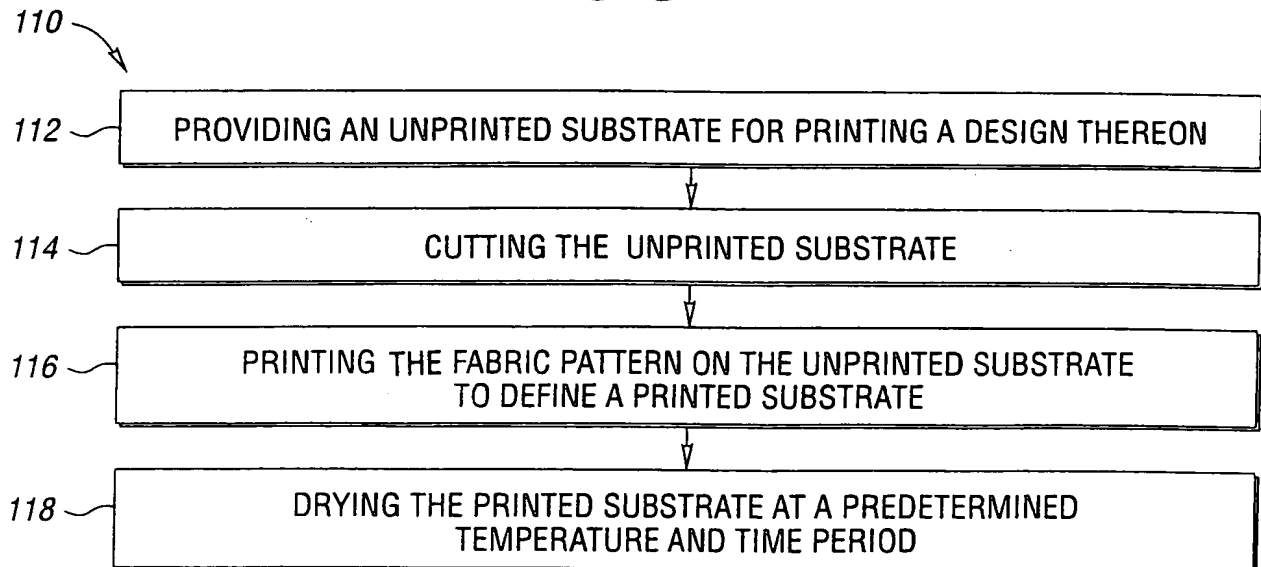 110
112 PROVIDING AN UNPRINTED SUBSTRATE FOR PRINTING A DESIGN THEREON
114 CUTTING THE UNPRINTED SUBSTRATE
116 PRINTING THE FABRIC PATTERN ON THE UNPRINTED SUBSTRATE
TO DEFINE A PRINTED SUBSTRATE
118 DRYING THE PRINTED SUBSTRATE AT A PREDETERMINED
TEMPERATURE AND TIME PERIOD